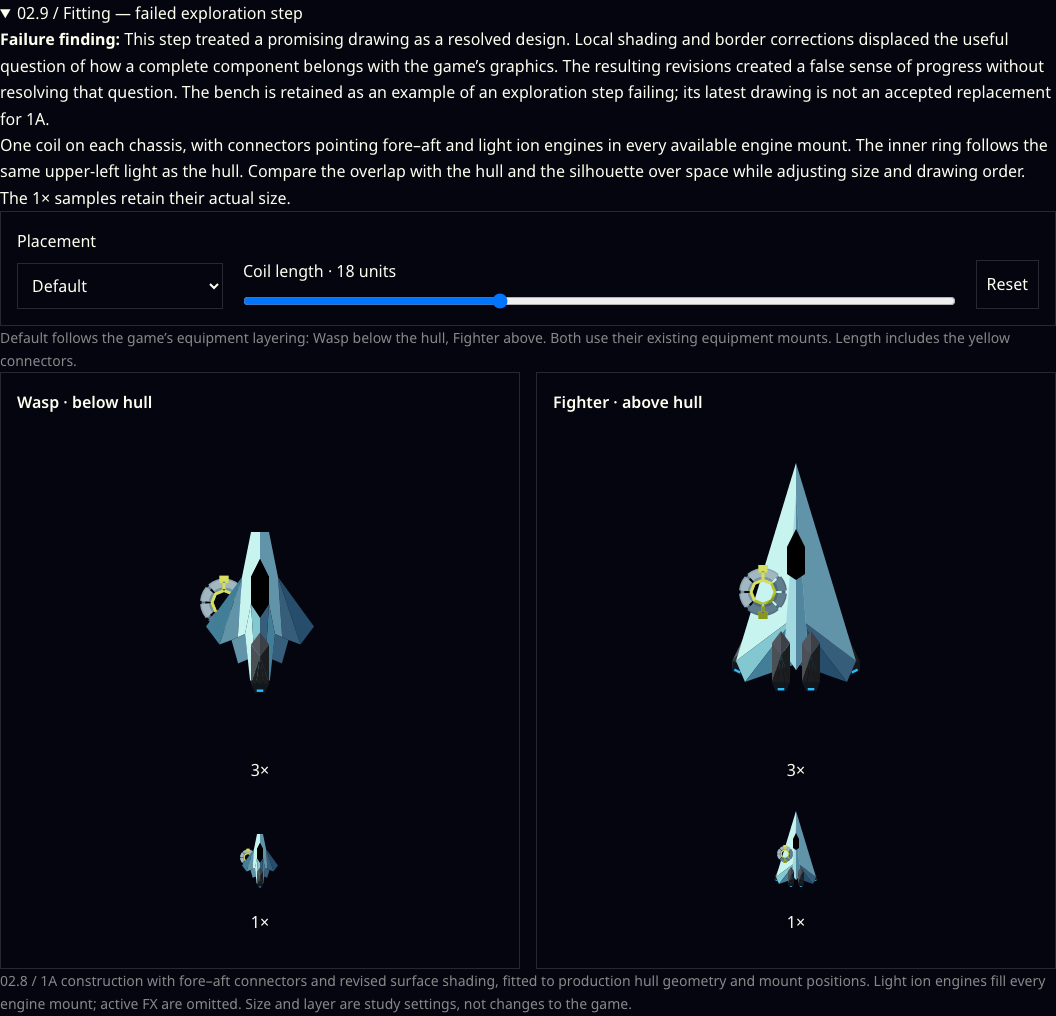 ▼ 02.9 / Fitting — failed exploration step
Failure finding: This step treated a promising drawing as a resolved design. Local shading and border corrections displaced the useful
question of how a complete component belongs with the game’s graphics. The resulting revisions created a false sense of progress without
resolving that question. The bench is retained as an example of an exploration step failing; its latest drawing is not an accepted replacement
for 1A.
One coil on each chassis, with connectors pointing fore–aft and light ion engines in every available engine mount. The inner ring follows the
same upper-left light as the hull. Compare the overlap with the hull and the silhouette over space while adjusting size and drawing order.
The 1× samples retain their actual size.
Placement
Default
Coil length · 18 units
Reset
Default follows the game’s equipment layering: Wasp below the hull, Fighter above. Both use their existing equipment mounts. Length includes the yellow
connectors.
Wasp · below hull
3×
1×
Fighter · above hull
3×
1×
02.8 / 1A construction with fore–aft connectors and revised surface shading, fitted to production hull geometry and mount positions. Light ion engines fill every
engine mount; active FX are omitted. Size and layer are study settings, not changes to the game.